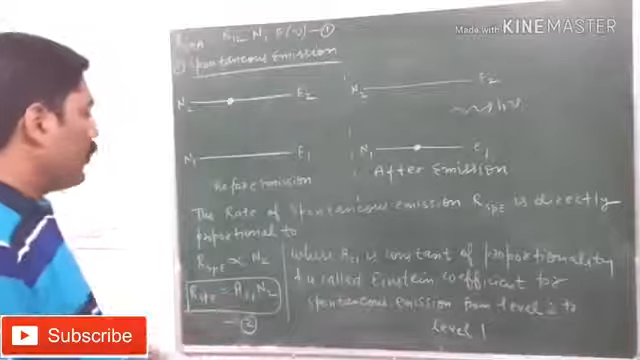 Made with KINEMASTER
N₁ E(ν) —①
Spontaneous Emission
N₂ E₂ N₂ E₂
hν
N₁ E₁ N₁ E₁
Before emission After Emission
The Rate of Spontaneous emission R_SPE is directly
proportional to
R_SPE ∝ N₂
R_SPE = A₂₁ N₂
—②
where A₂₁ is constant of proportionality
& is called Einstein coefficient for
spontaneous emission from level 2 to
level 1
Subscribe